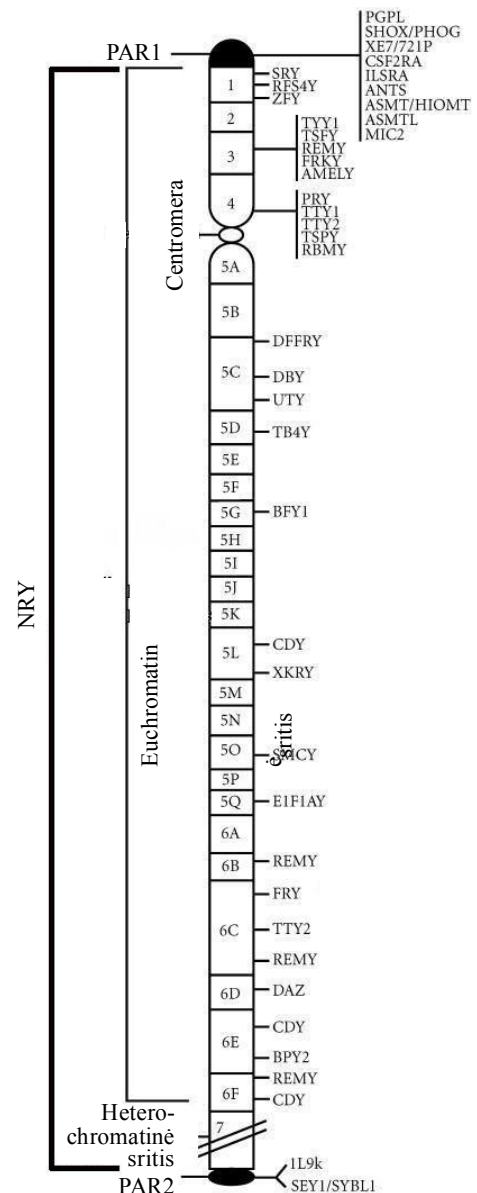 PAR1
PGPL
SHOX/PHOG
XE7/721P
CSF2RA
ILSRA
ANTS
ASMT/HIOMT
ASMTL
MIC2
SRY
RFS4Y
ZFY
1
2
3
4
TYY1
TSFY
REMY
FRKY
AMELY
PRY
TTY1
TTY2
TSPY
RBMY
Centromera
5A
5B
5C
5D
5E
5F
5G
5H
5I
5J
5K
5L
5M
5N
5O
5P
5Q
6A
6B
6C
6D
6E
6F
7
DFFRY
DBY
UTY
TB4Y
BFY1
CDY
XKRY
ė sritis
SMCY
E1F1AY
REMY
FRY
TTY2
REMY
DAZ
CDY
BPY2
REMY
CDY
NRY
Euchromatin
Hetero-
chromatinė
sritis
PAR2
1L9k
SEY1/SYBL1